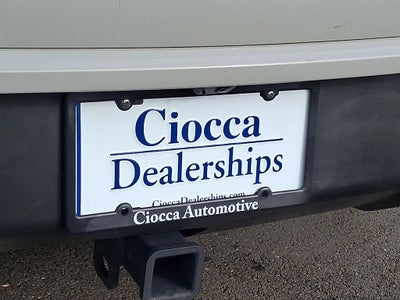 Ciocca
Dealerships
CioccaDealerships.com
Ciocca Automotive